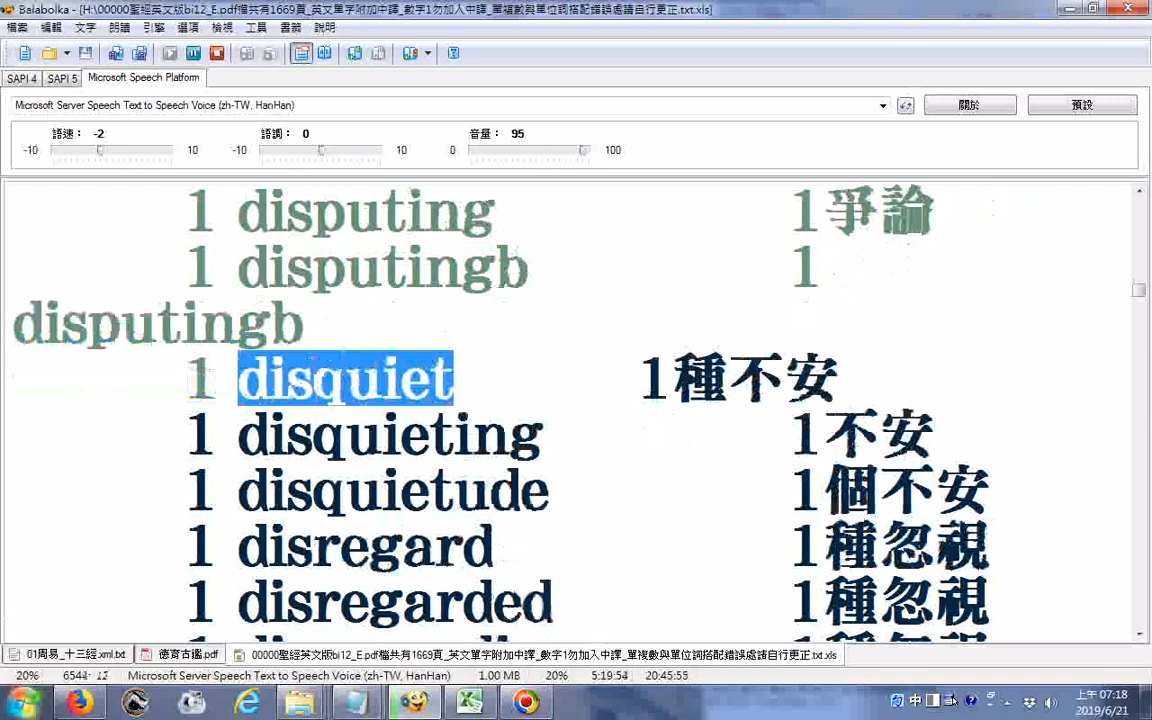 Balabolka - [H:\00000聖經英文版bi12_E.pdf檔共有1669頁_英文單字附加中譯_數字1勿加入中譯_單複數與單位詞搭配錯誤處請自行更正.txt.xls]
檔案 編輯 文字 朗讀 引擎 選項 檢視 工具 書籤 說明
SAPI 4 SAPI 5 Microsoft Speech Platform
Microsoft Server Speech Text to Speech Voice (zh-TW, HanHan) 關於 預設
語速： -2 語調： 0 音量： 95
-10 10 -10 10 0 100
1 disputing 1爭論
1 disputingb 1
disputingb
1 disquiet 1種不安
1 disquieting 1不安
1 disquietude 1個不安
1 disregard 1種忽視
1 disregarded 1種忽視
01周易_十三經.xml.txt 德育古鑑.pdf 00000聖經英文版bi12_E.pdf檔共有1669頁_英文單字附加中譯_數字1勿加入中譯_單複數與單位詞搭配錯誤處請自行更正.txt.xls
20% Microsoft Server Speech Text to Speech Voice (zh-TW, HanHan) 1.00 MB 20% 5:19:54 20:45:55
中 上午 07:18
2019/6/21